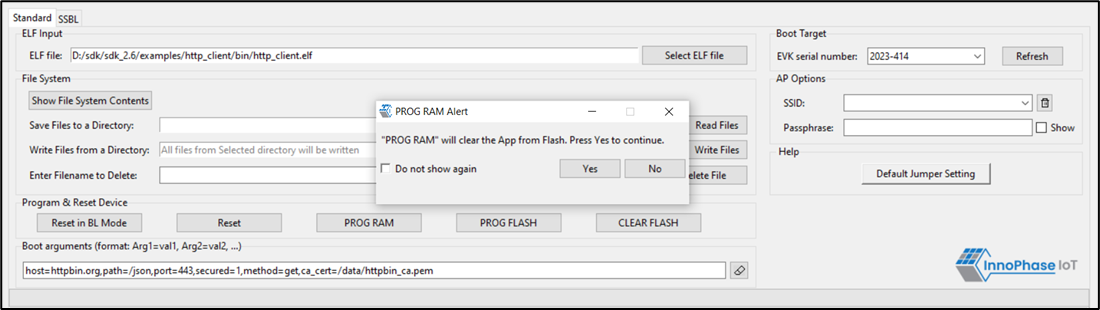 Standard SSBL
ELF Input
ELF file: D:/sdk/sdk_2.6/examples/http_client/bin/http_client.elf Select ELF file
File System
Show File System Contents
Save Files to a Directory: Read Files
Write Files from a Directory: All files from Selected directory will be written Write Files
Enter Filename to Delete: elete File
Program & Reset Device
Reset in BL Mode Reset PROG RAM PROG FLASH CLEAR FLASH
Boot arguments (format: Arg1=val1, Arg2=val2, ...)
host=httpbin.org,path=/json,port=443,secured=1,method=get,ca_cert=/data/httpbin_ca.pem
PROG RAM Alert
"PROG RAM" will clear the App from Flash. Press Yes to continue.
Do not show again Yes No
Boot Target
EVK serial number: 2023-414 Refresh
AP Options
SSID:
Passphrase: Show
Help
Default Jumper Setting
InnoPhase IoT